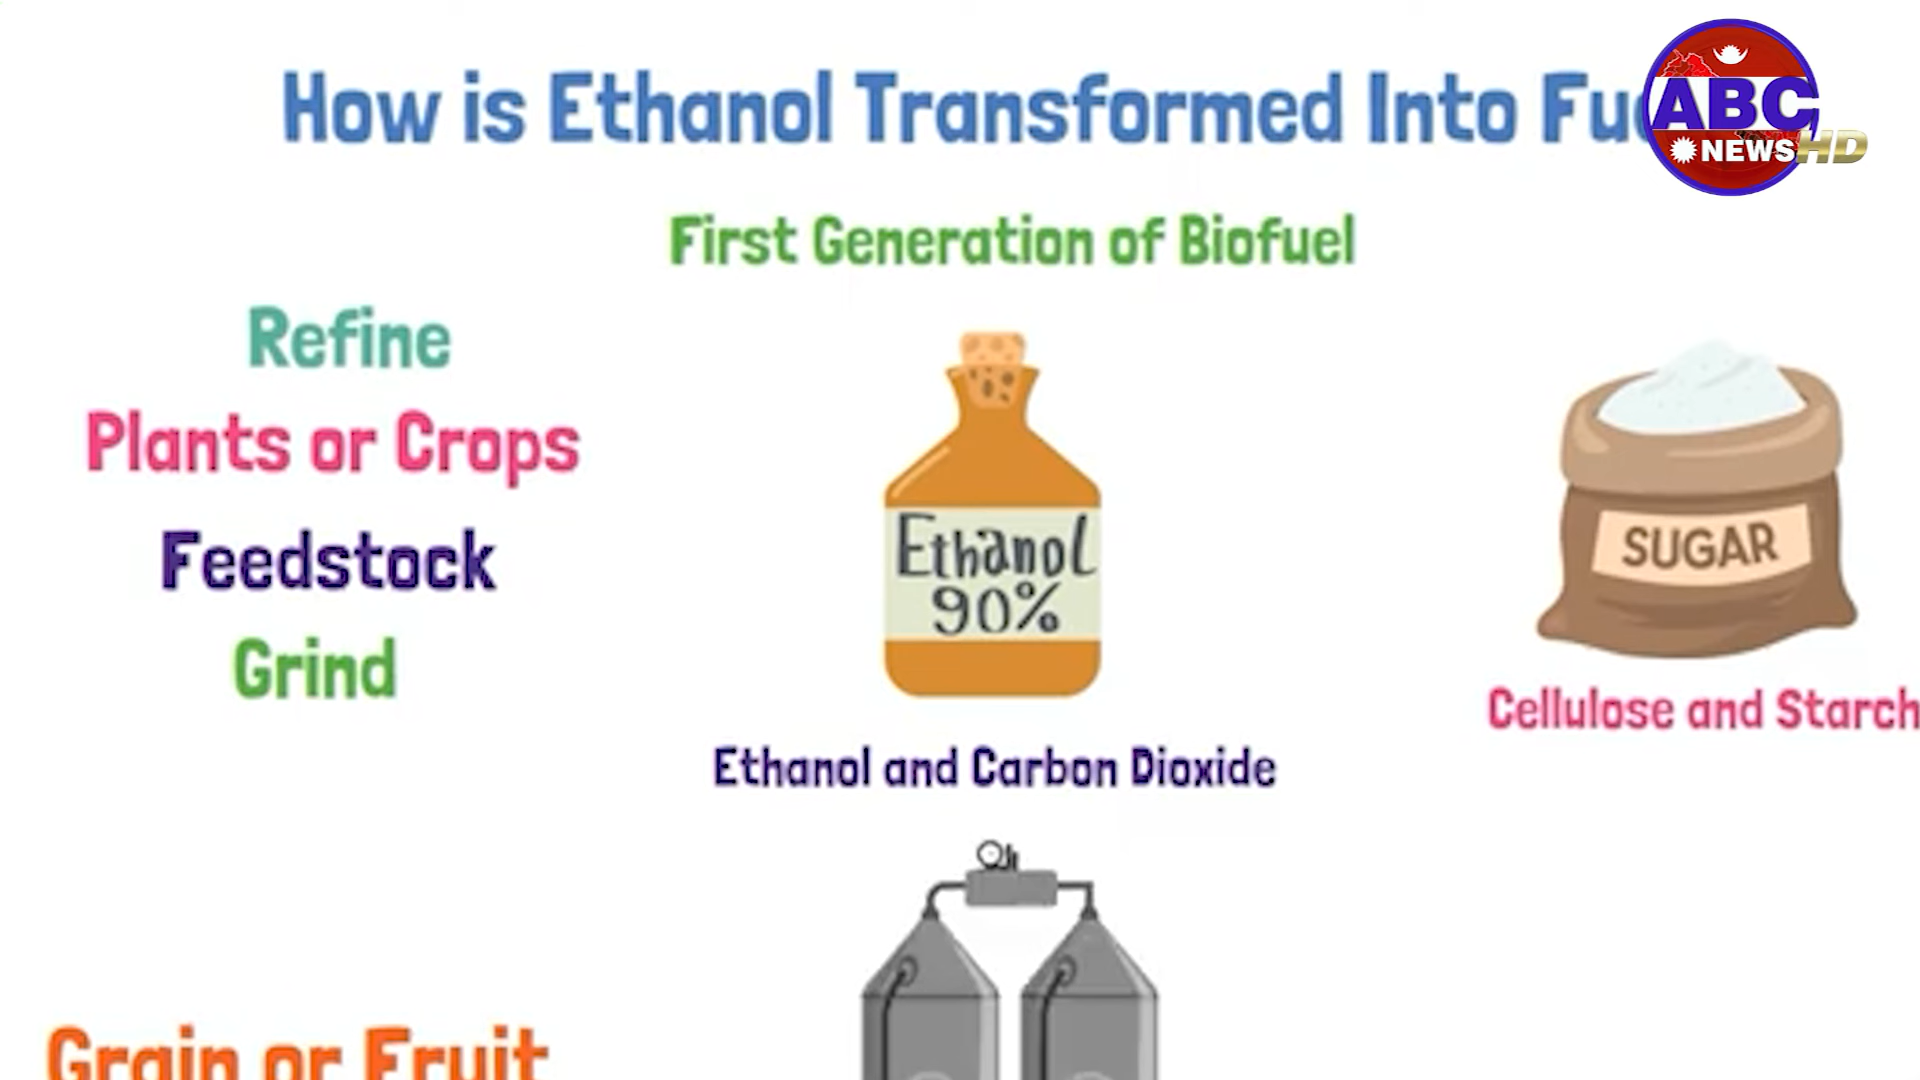 How is Ethanol Transformed Into Fu
ABC
NEWS HD
First Generation of Biofuel
Refine
Plants or Crops
Feedstock
Grind
Ethanol
90%
SUGAR
Cellulose and Starch
Ethanol and Carbon Dioxide
Grain or Fruit